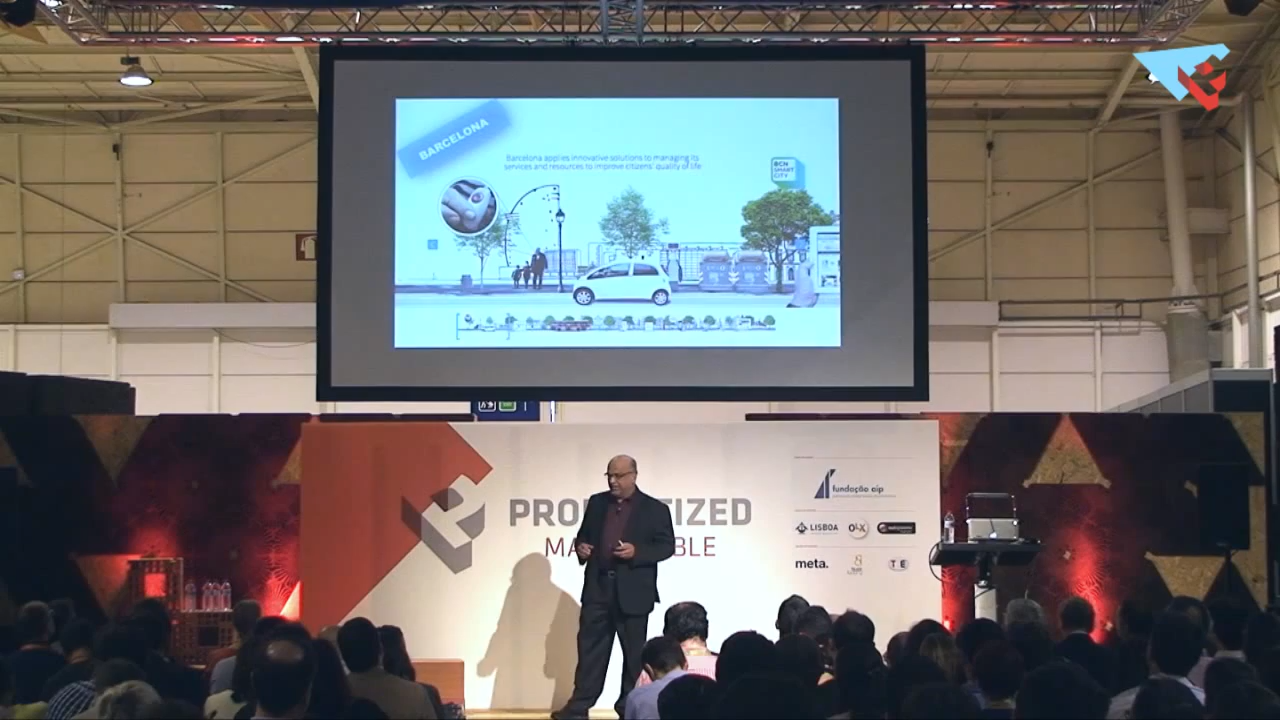 BARCELONA
Barcelona applies innovative solutions to managing its
services and resources to improve citizens' quality of life
BCN
SMART
CITY
PRO
TIZED
MA
BLE
fundação aip
LISBOA
OLX
meta.
TE